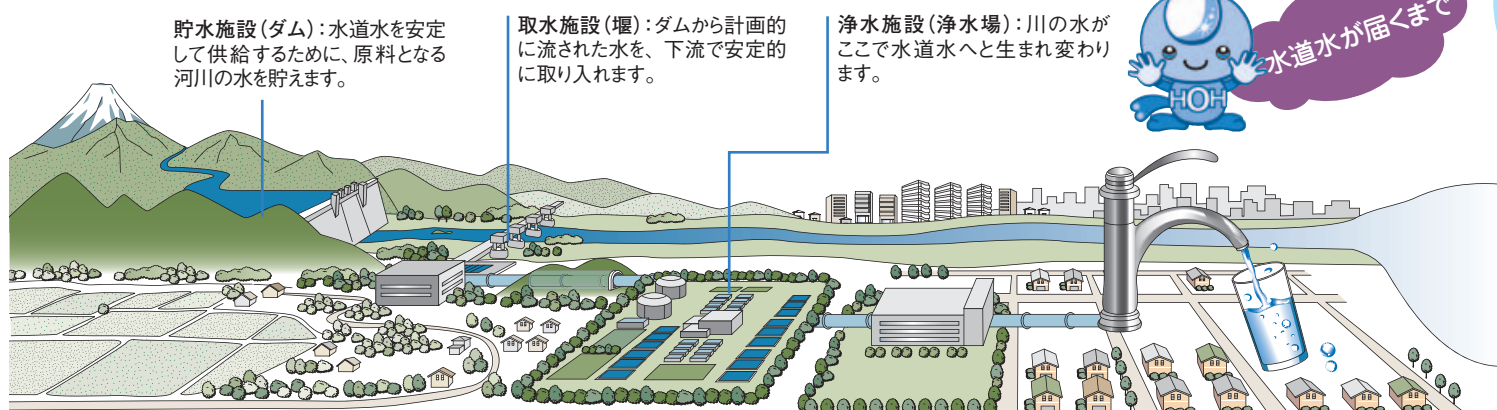 貯水施設（ダム）：水道水を安定
して供給するために、原料となる
河川の水を貯えます。
取水施設（堰）：ダムから計画的
に流された水を、下流で安定的
に取り入れます。
浄水施設（浄水場）：川の水が
ここで水道水へと生まれ変わり
ます。
水道水が届くまで
HOH